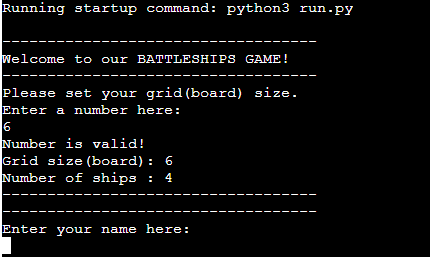 Running startup command: python3 run.py
-----------------------------------
Welcome to our BATTLESHIPS GAME!
-----------------------------------
Please set your grid(board) size.
Enter a number here:
6
Number is valid!
Grid size(board): 6
Number of ships : 4
-----------------------------------
-----------------------------------
Enter your name here: